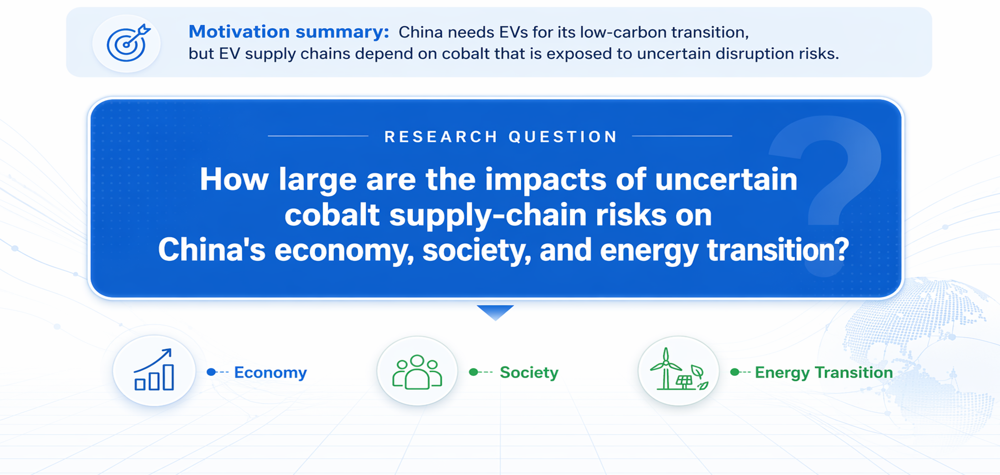 Motivation summary: China needs EVs for its low-carbon transition,
but EV supply chains depend on cobalt that is exposed to uncertain disruption risks.
RESEARCH QUESTION
How large are the impacts of uncertain
cobalt supply-chain risks on
China's economy, society, and energy transition?
?
Economy
Society
Energy Transition